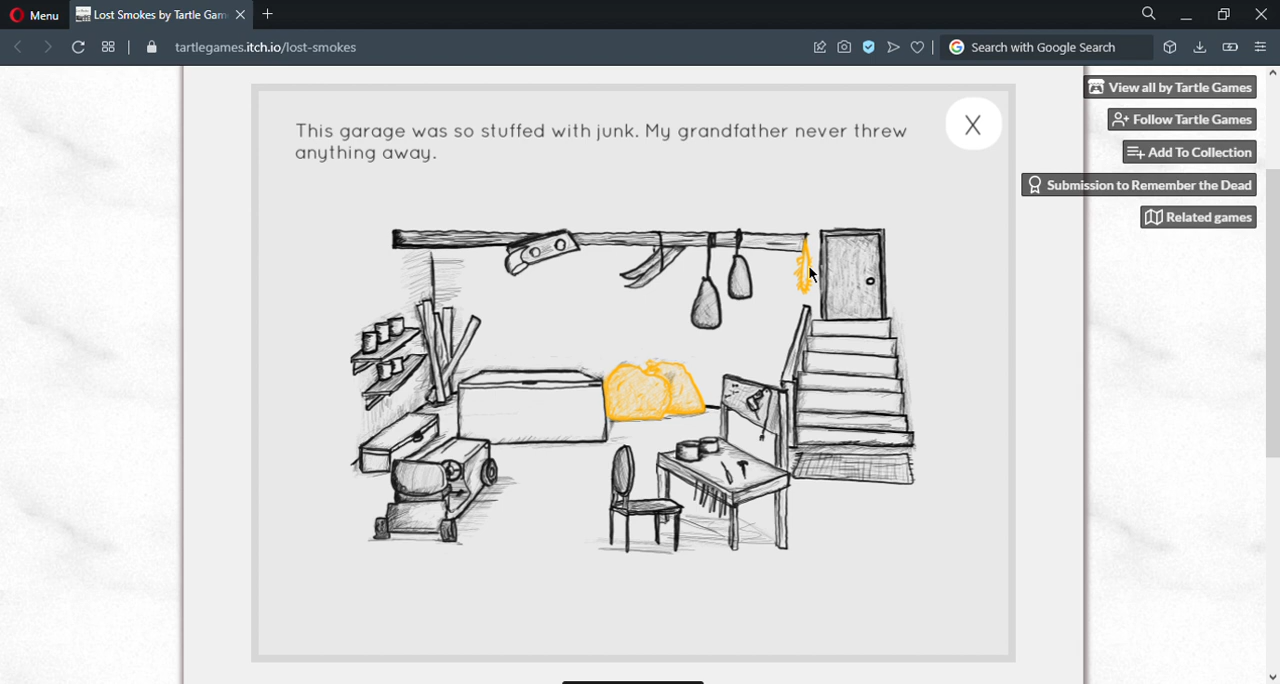 Menu
Lost Smokes by Tartle Gam
tartlegames.itch.io/lost-smokes
Search with Google Search
View all by Tartle Games
Follow Tartle Games
Add To Collection
Submission to Remember the Dead
Related games
This garage was so stuffed with junk. My grandfather never threw
anything away.
X